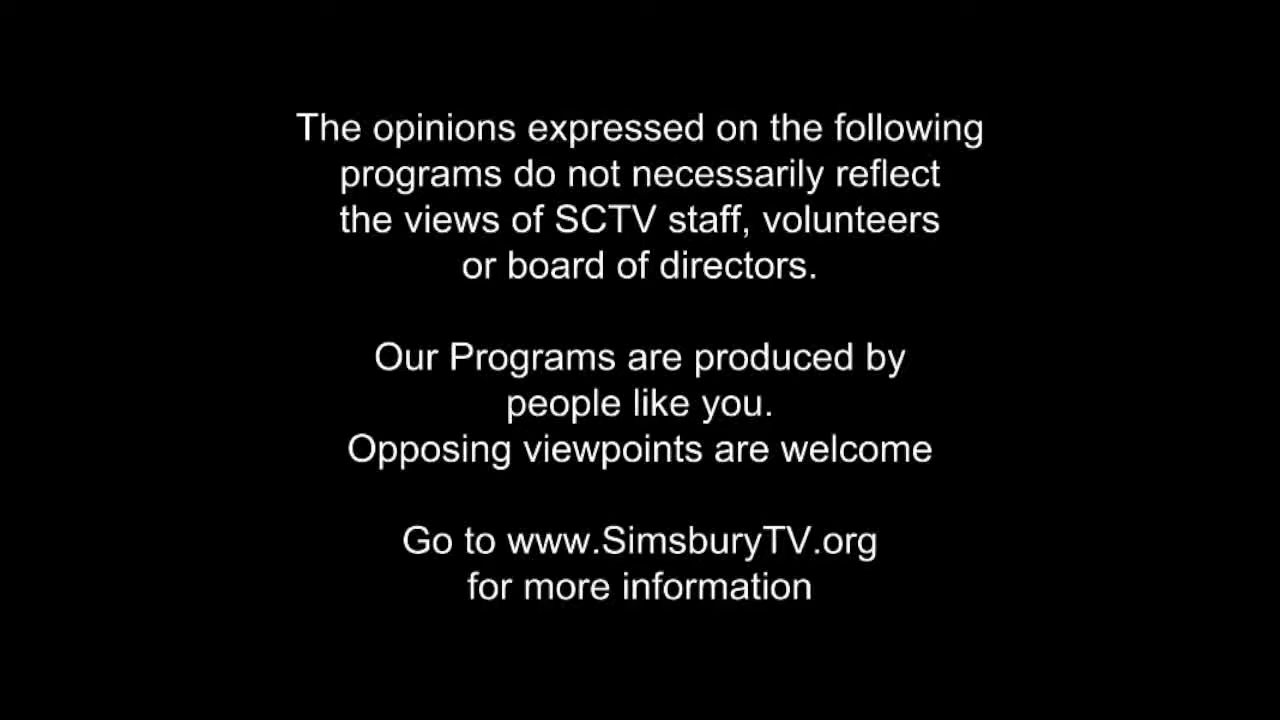 The opinions expressed on the following
programs do not necessarily reflect
the views of SCTV staff, volunteers
or board of directors.
Our Programs are produced by
people like you.
Opposing viewpoints are welcome
Go to www.SimsburyTV.org
for more information